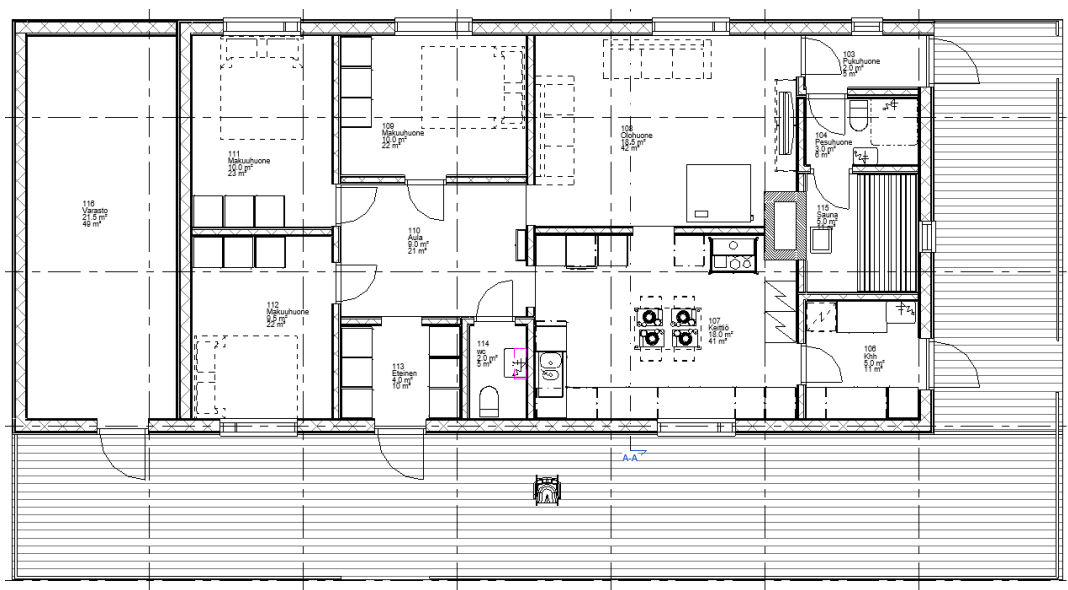 103
Pukuhuone
2.0 m²
5 m³
109
Makuuhuone
10.0 m²
22 m³
108
Olohuone
18.5 m²
42 m³
104
Pesuhuone
3.0 m²
6 m³
111
Makuuhuone
10.0 m²
23 m³
116
Varasto
21.5 m²
49 m³
115
Sauna
5.0 m²
11 m³
110
Aula
9.0 m²
21 m³
112
Makuuhuone
9.5 m²
22 m³
107
Keittiö
18.0 m²
41 m³
114
wc
2.0 m²
5 m³
106
Khh
5.0 m²
11 m³
113
Eteinen
4.0 m²
10 m³
A-A